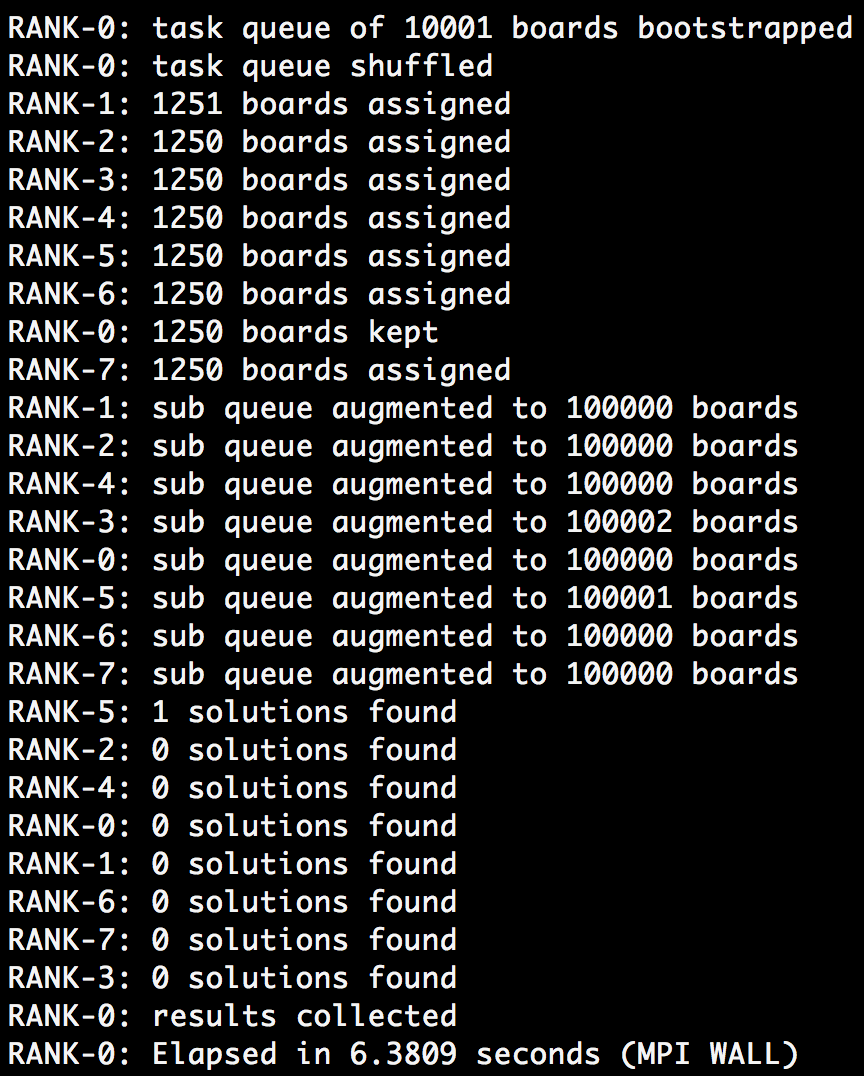 RANK-0: task queue of 10001 boards bootstrapped
RANK-0: task queue shuffled
RANK-1: 1251 boards assigned
RANK-2: 1250 boards assigned
RANK-3: 1250 boards assigned
RANK-4: 1250 boards assigned
RANK-5: 1250 boards assigned
RANK-6: 1250 boards assigned
RANK-0: 1250 boards kept
RANK-7: 1250 boards assigned
RANK-1: sub queue augmented to 100000 boards
RANK-2: sub queue augmented to 100000 boards
RANK-4: sub queue augmented to 100000 boards
RANK-3: sub queue augmented to 100002 boards
RANK-0: sub queue augmented to 100000 boards
RANK-5: sub queue augmented to 100001 boards
RANK-6: sub queue augmented to 100000 boards
RANK-7: sub queue augmented to 100000 boards
RANK-5: 1 solutions found
RANK-2: 0 solutions found
RANK-4: 0 solutions found
RANK-0: 0 solutions found
RANK-1: 0 solutions found
RANK-6: 0 solutions found
RANK-7: 0 solutions found
RANK-3: 0 solutions found
RANK-0: results collected
RANK-0: Elapsed in 6.3809 seconds (MPI WALL)